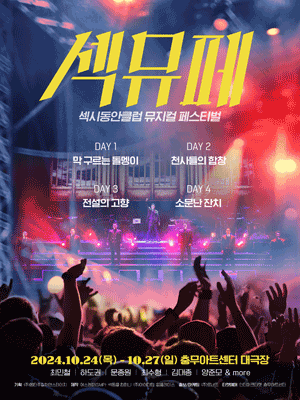 섹뮤페
섹시동안클럽 뮤지컬 페스티벌
DAY 1
막 구르는 돌멩이
DAY 2
천사들의 합창
DAY 3
전설의 고향
DAY 4
소문난 잔치
2024.10.24(목) - 10.27(일) 충무아트센터 대극장
최민철 | 하도권 | 문종원 | 최수형 | 김대종 | 양준모 & more